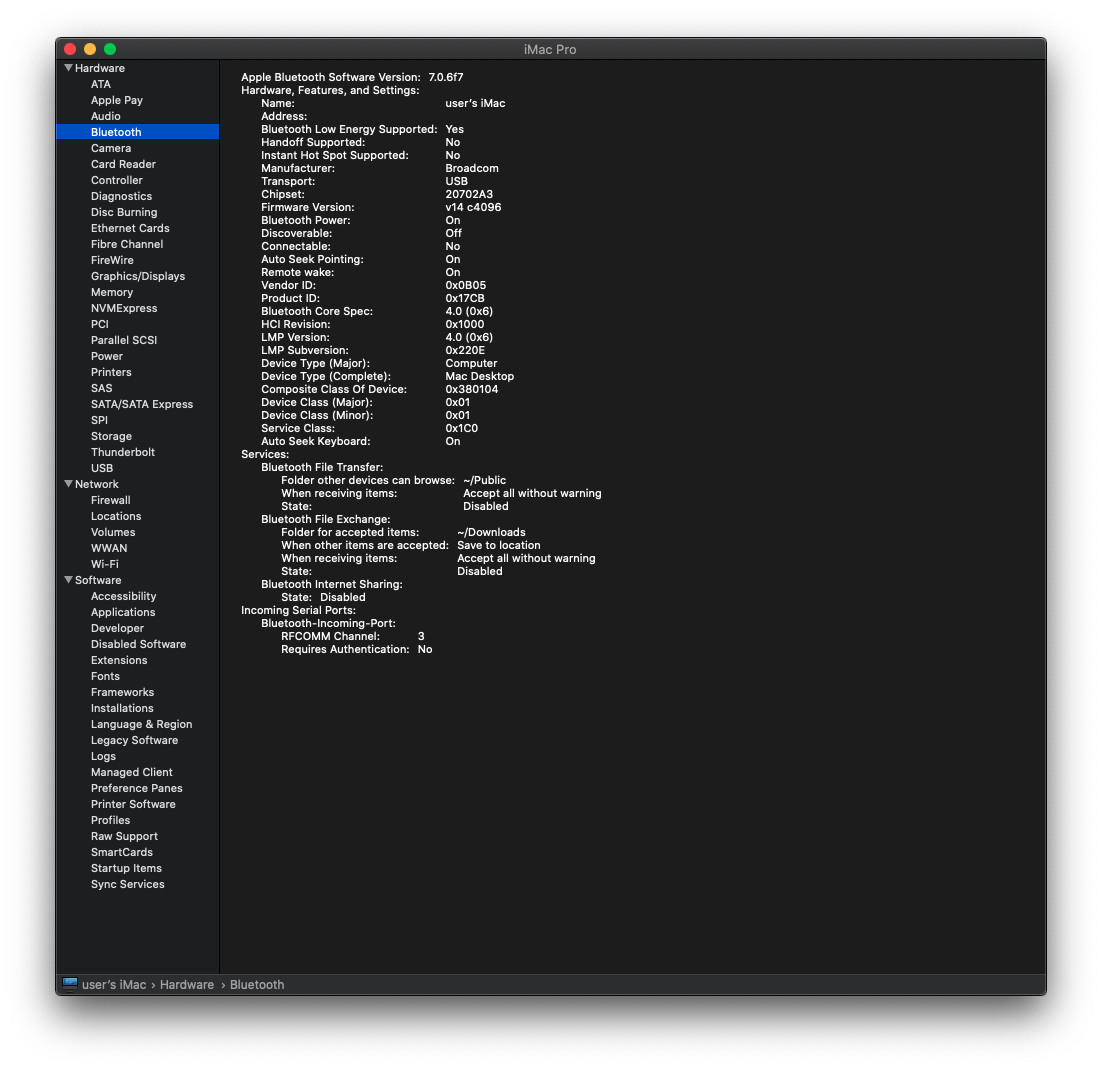 iMac Pro
Hardware
ATA
Apple Pay
Audio
Bluetooth
Camera
Card Reader
Controller
Diagnostics
Disc Burning
Ethernet Cards
Fibre Channel
FireWire
Graphics/Displays
Memory
NVMExpress
PCI
Parallel SCSI
Power
Printers
SAS
SATA/SATA Express
SPI
Storage
Thunderbolt
USB
Network
Firewall
Locations
Volumes
WWAN
Wi-Fi
Software
Accessibility
Applications
Developer
Disabled Software
Extensions
Fonts
Frameworks
Installations
Language & Region
Legacy Software
Logs
Managed Client
Preference Panes
Printer Software
Profiles
Raw Support
SmartCards
Startup Items
Sync Services
Apple Bluetooth Software Version: 7.0.6f7
Hardware, Features, and Settings:
Name: user’s iMac
Address:
Bluetooth Low Energy Supported: Yes
Handoff Supported: No
Instant Hot Spot Supported: No
Manufacturer: Broadcom
Transport: USB
Chipset: 20702A3
Firmware Version: v14 c4096
Bluetooth Power: On
Discoverable: Off
Connectable: No
Auto Seek Pointing: On
Remote wake: On
Vendor ID: 0x0B05
Product ID: 0x17CB
Bluetooth Core Spec: 4.0 (0x6)
HCI Revision: 0x1000
LMP Version: 4.0 (0x6)
LMP Subversion: 0x220E
Device Type (Major): Computer
Device Type (Complete): Mac Desktop
Composite Class Of Device: 0x380104
Device Class (Major): 0x01
Device Class (Minor): 0x01
Service Class: 0x1C0
Auto Seek Keyboard: On
Services:
Bluetooth File Transfer:
Folder other devices can browse: ~/Public
When receiving items: Accept all without warning
State: Disabled
Bluetooth File Exchange:
Folder for accepted items: ~/Downloads
When other items are accepted: Save to location
When receiving items: Accept all without warning
State: Disabled
Bluetooth Internet Sharing:
State: Disabled
Incoming Serial Ports:
Bluetooth-Incoming-Port:
RFCOMM Channel: 3
Requires Authentication: No
user’s iMac › Hardware › Bluetooth